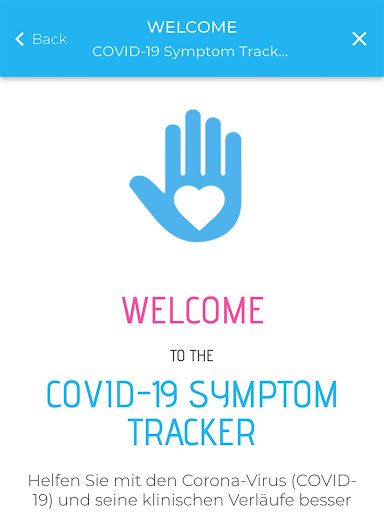 WELCOME
Back
COVID-19 Symptom Track...
WELCOME
TO THE
COVID-19 SYMPTOM
TRACKER
Helfen Sie mit den Corona-Virus (COVID-
19) und seine klinischen Verläufe besser